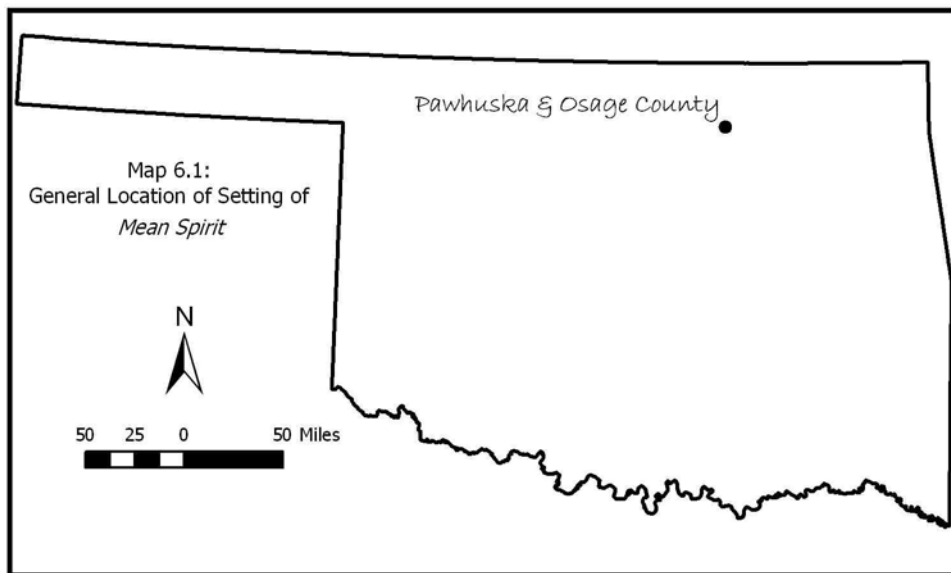 Pawhuska & Osage County
Map 6.1:
General Location of Setting of
Mean Spirit
N
50 25 0 50 Miles